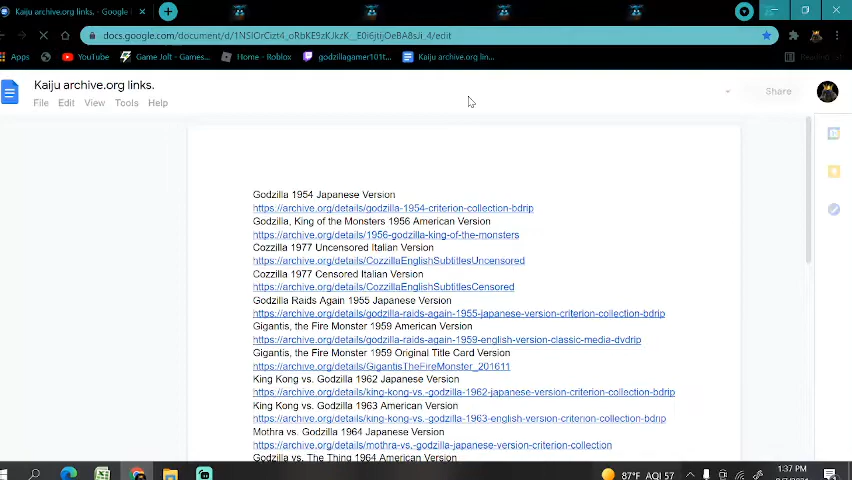 Kaiju archive.org links. - Google
docs.google.com/document/d/1NSlOrCizt4_oRbKE9zKJkzK__E0i6jtijOeBA8sJi_4/edit
Apps YouTube Game Jolt - Games... Home - Roblox godzillagamer101t... Kaiju archive.org lin...
Kaiju archive.org links.
File Edit View Tools Help
Share
Godzilla 1954 Japanese Version
https://archive.org/details/godzilla-1954-criterion-collection-bdrip
Godzilla, King of the Monsters 1956 American Version
https://archive.org/details/1956-godzilla-king-of-the-monsters
Cozzilla 1977 Uncensored Italian Version
https://archive.org/details/CozzillaEnglishSubtitlesUncensored
Cozzilla 1977 Censored Italian Version
https://archive.org/details/CozzillaEnglishSubtitlesCensored
Godzilla Raids Again 1955 Japanese Version
https://archive.org/details/godzilla-raids-again-1955-japanese-version-criterion-collection-bdrip
Gigantis, the Fire Monster 1959 American Version
https://archive.org/details/godzilla-raids-again-1959-english-version-classic-media-dvdrip
Gigantis, the Fire Monster 1959 Original Title Card Version
https://archive.org/details/GigantisTheFireMonster_201611
King Kong vs. Godzilla 1962 Japanese Version
https://archive.org/details/king-kong-vs.-godzilla-1962-japanese-version-criterion-collection-bdrip
King Kong vs. Godzilla 1963 American Version
https://archive.org/details/king-kong-vs.-godzilla-1963-english-version-criterion-collection-bdrip
Mothra vs. Godzilla 1964 Japanese Version
https://archive.org/details/mothra-vs.-godzilla-japanese-version-criterion-collection
Godzilla vs. The Thing 1964 American Version
87°F AQI 57
1:37 PM